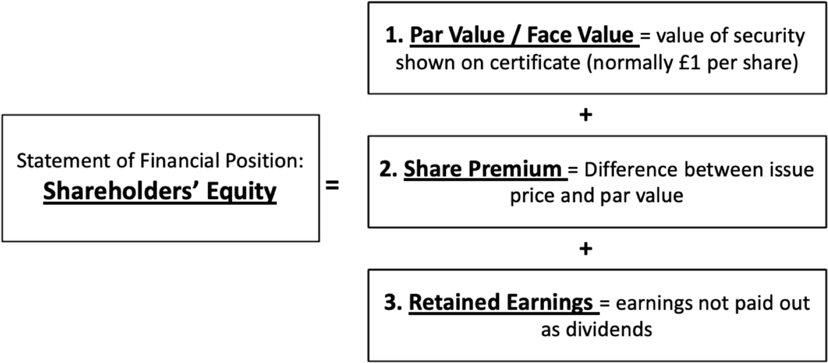 Statement of Financial Position:
Shareholders' Equity
=
1. Par Value / Face Value = value of security
shown on certificate (normally £1 per share)
+
2. Share Premium = Difference between issue
price and par value
+
3. Retained Earnings = earnings not paid out
as dividends